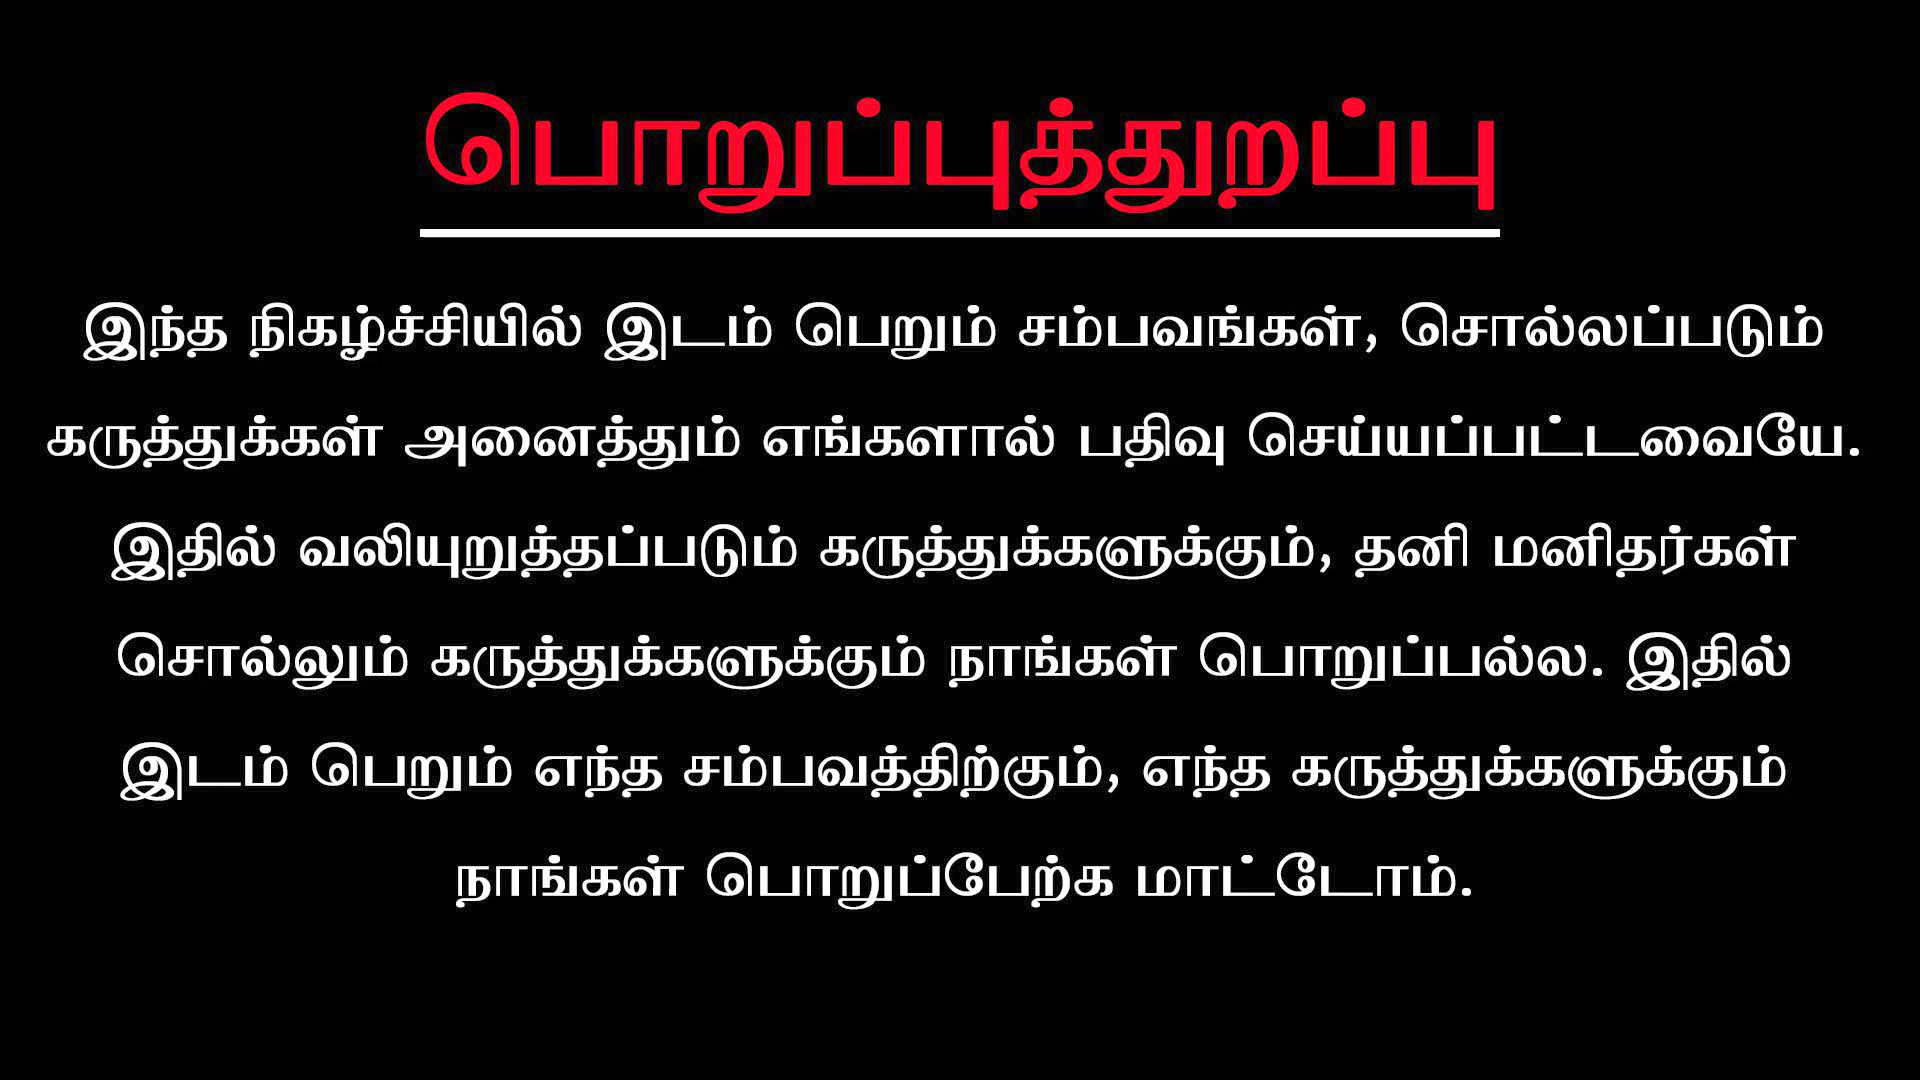 பொறுப்புத்துறப்பு
இந்த நிகழ்ச்சியில் இடம் பெறும் சம்பவங்கள், சொல்லப்படும்
கருத்துக்கள் அனைத்தும் எங்களால் பதிவு செய்யப்பட்டவையே.
இதில் வலியுறுத்தப்படும் கருத்துக்களுக்கும், தனி மனிதர்கள்
சொல்லும் கருத்துக்களுக்கும் நாங்கள் பொறுப்பல்ல. இதில்
இடம் பெறும் எந்த சம்பவத்திற்கும், எந்த கருத்துக்களுக்கும்
நாங்கள் பொறுப்பேற்க மாட்டோம்.